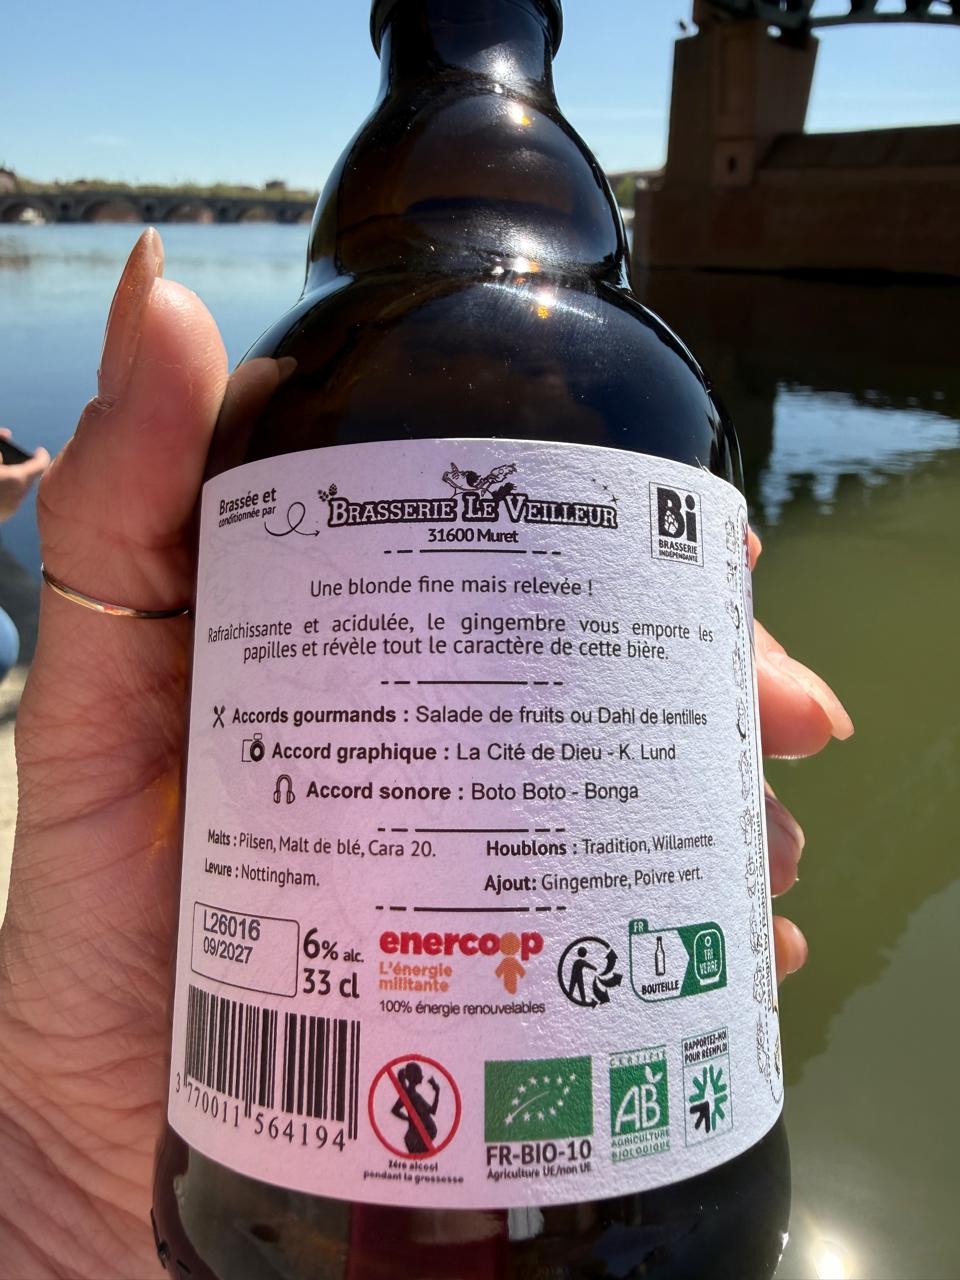 Brassée et
conditionnée par
BRASSERIE LE VEILLEUR
31600 Muret
Bi
BRASSERIE
INDÉPENDANTE
Une blonde fine mais relevée !
Rafraîchissante et acidulée, le gingembre vous emporte les
papilles et révèle tout le caractère de cette bière.
Accords gourmands : Salade de fruits ou Dahl de lentilles
Accord graphique : La Cité de Dieu - K. Lund
Accord sonore : Boto Boto - Bonga
Malts : Pilsen, Malt de blé, Cara 20.
Houblons : Tradition, Willamette.
Levure : Nottingham.
Ajout: Gingembre, Poivre vert.
L26016
09/2027
6% alc.
33 cl
enercoop
L'énergie
militante
100% énergie renouvelables
FR
BOUTEILLE
TRI
VERRE
3 770011 564194
Zéro alcool
pendant la grossesse
FR-BIO-10
Agriculture UE/non UE
CERTIFIÉ
AB
AGRICULTURE
BIOLOGIQUE
RAPPORTEZ-MOI
POUR RÉEMPLOI